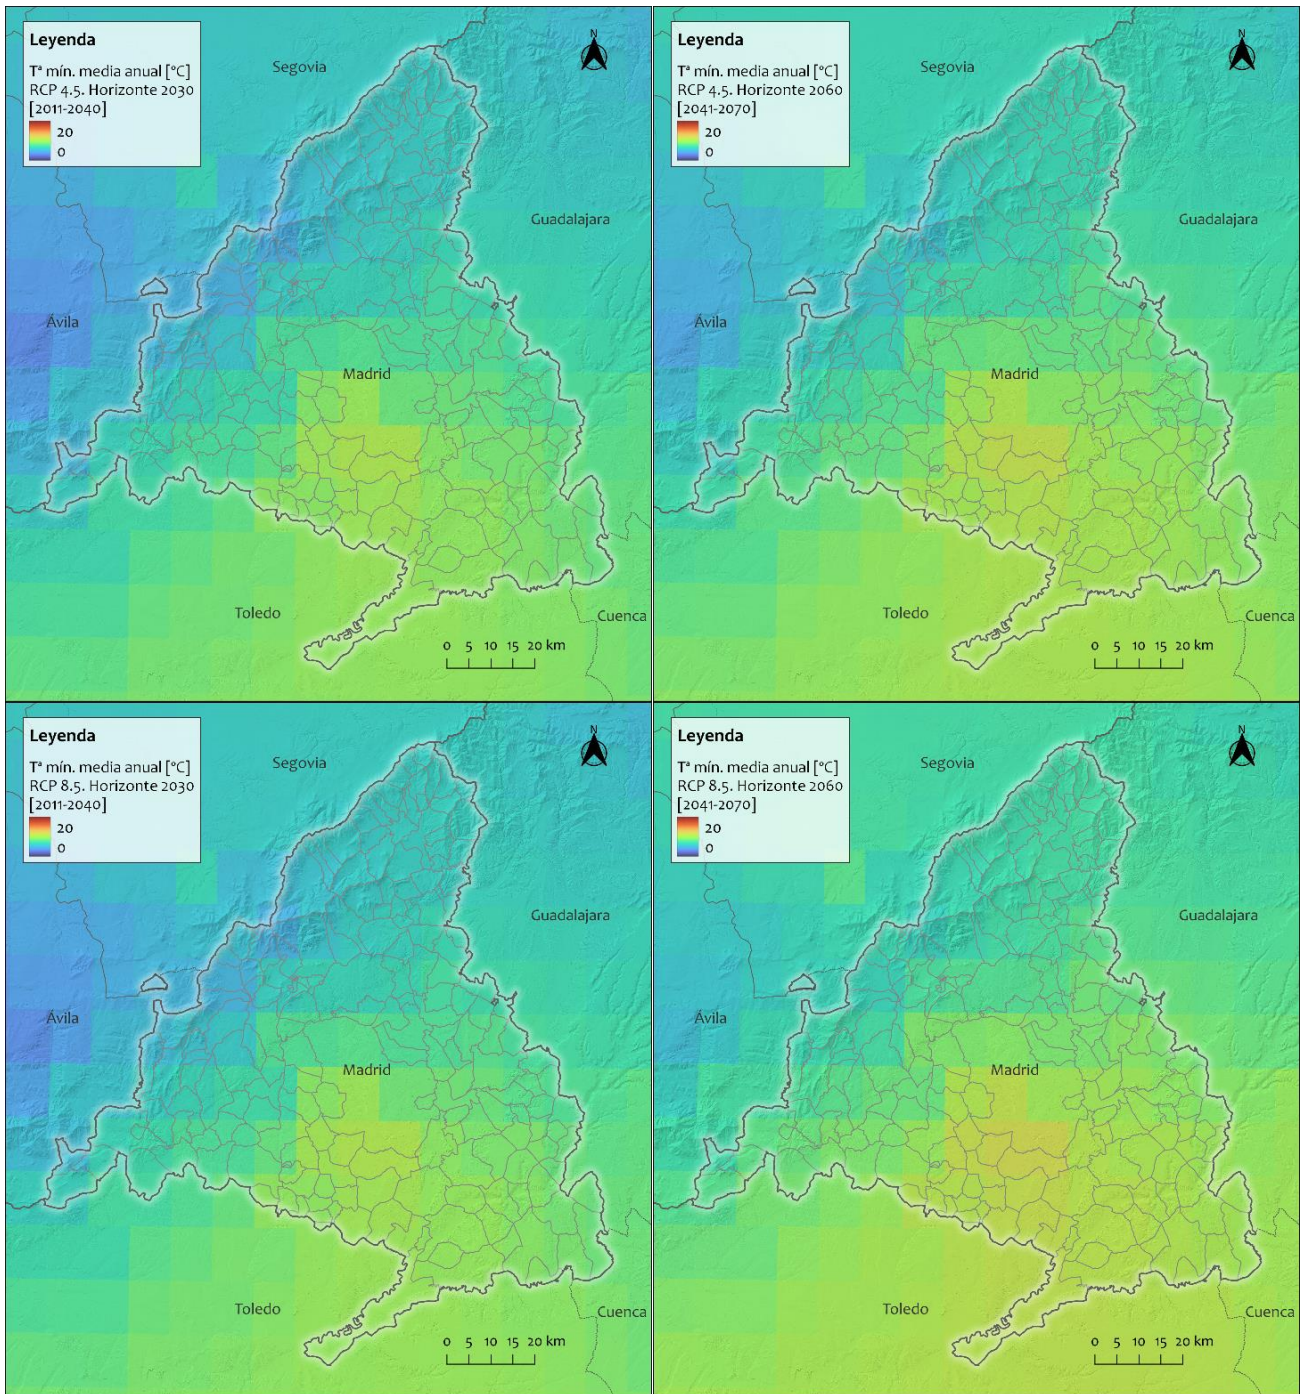 Leyenda
Tª mín. media anual [°C]
RCP 4.5. Horizonte 2030
[2011-2040]
20
0
N
Segovia
Guadalajara
Ávila
Madrid
Toledo
Cuenca
0 5 10 15 20 km
Leyenda
Tª mín. media anual [°C]
RCP 4.5. Horizonte 2060
[2041-2070]
20
0
N
Segovia
Guadalajara
Ávila
Madrid
Toledo
Cuenca
0 5 10 15 20 km
Leyenda
Tª mín. media anual [°C]
RCP 8.5. Horizonte 2030
[2011-2040]
20
0
N
Segovia
Guadalajara
Ávila
Madrid
Toledo
Cuenca
0 5 10 15 20 km
Leyenda
Tª mín. media anual [°C]
RCP 8.5. Horizonte 2060
[2041-2070]
20
0
N
Segovia
Guadalajara
Ávila
Madrid
Toledo
Cuenca
0 5 10 15 20 km